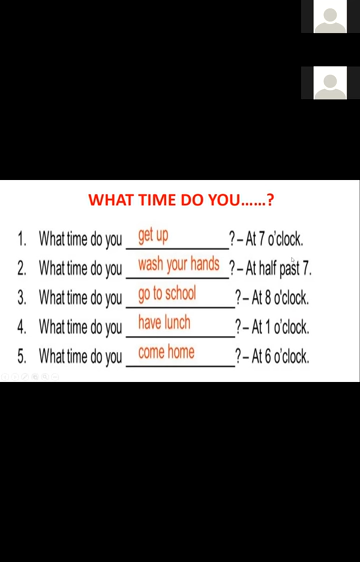 WHAT TIME DO YOU......?
1. What time do you get up ? – At 7 o'clock.
2. What time do you wash your hands ? – At half past 7.
3. What time do you go to school ? – At 8 o'clock.
4. What time do you have lunch ? – At 1 o'clock.
5. What time do you come home ? – At 6 o'clock.